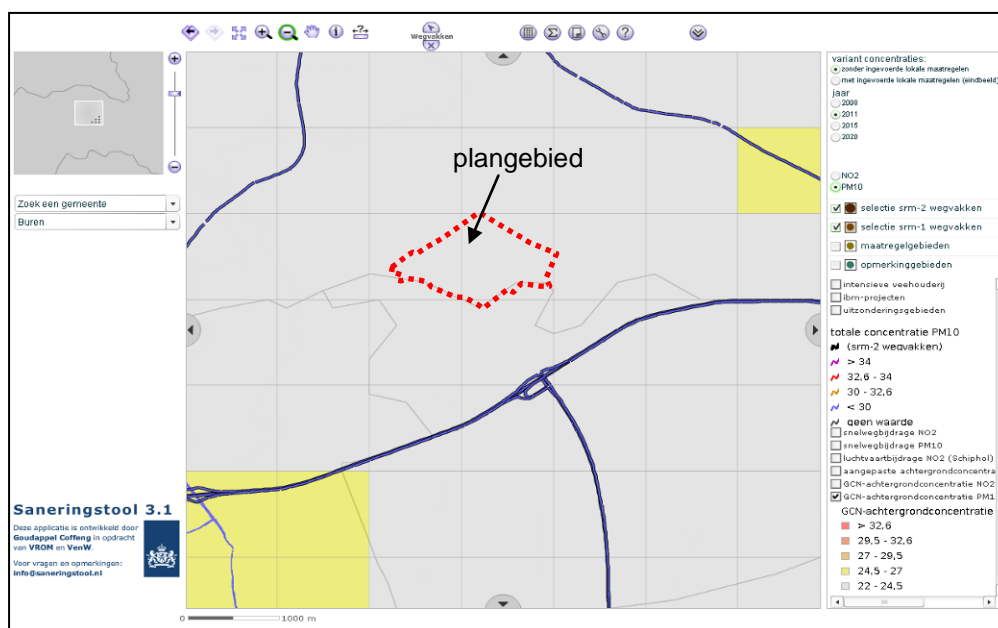 Wegvakken
variant concentraties:
zonder ingevoerde lokale maatregelen
met ingevoerde lokale maatregelen (eindbeeld)
jaar
2008
2011
2015
2020
NO2
PM10
selectie srm-2 wegvakken
selectie srm-1 wegvakken
maatregelgebieden
opmerkinggebieden
intensieve veehouderij
ibm-projecten
uitzonderingsgebieden
totale concentratie PM10
(srm-2 wegvakken)
> 34
32,6 - 34
30 - 32,6
< 30
geen waarde
snelwegbijdrage NO2
snelwegbijdrage PM10
luchtvaartbijdrage NO2 (Schiphol)
aangepaste achtergrondconcentra
GCN-achtergrondconcentratie NO2
GCN-achtergrondconcentratie PM1
GCN-achtergrondconcentratie
> 32,6
29,5 - 32,6
27 - 29,5
24,5 - 27
22 - 24,5
plangebied
Zoek een gemeente
Buren
Saneringstool 3.1
Deze applicatie is ontwikkeld door
Goudappel Coffeng in opdracht
van VROM en VenW.
Voor vragen en opmerkingen:
info@saneringstool.nl
0 1000 m